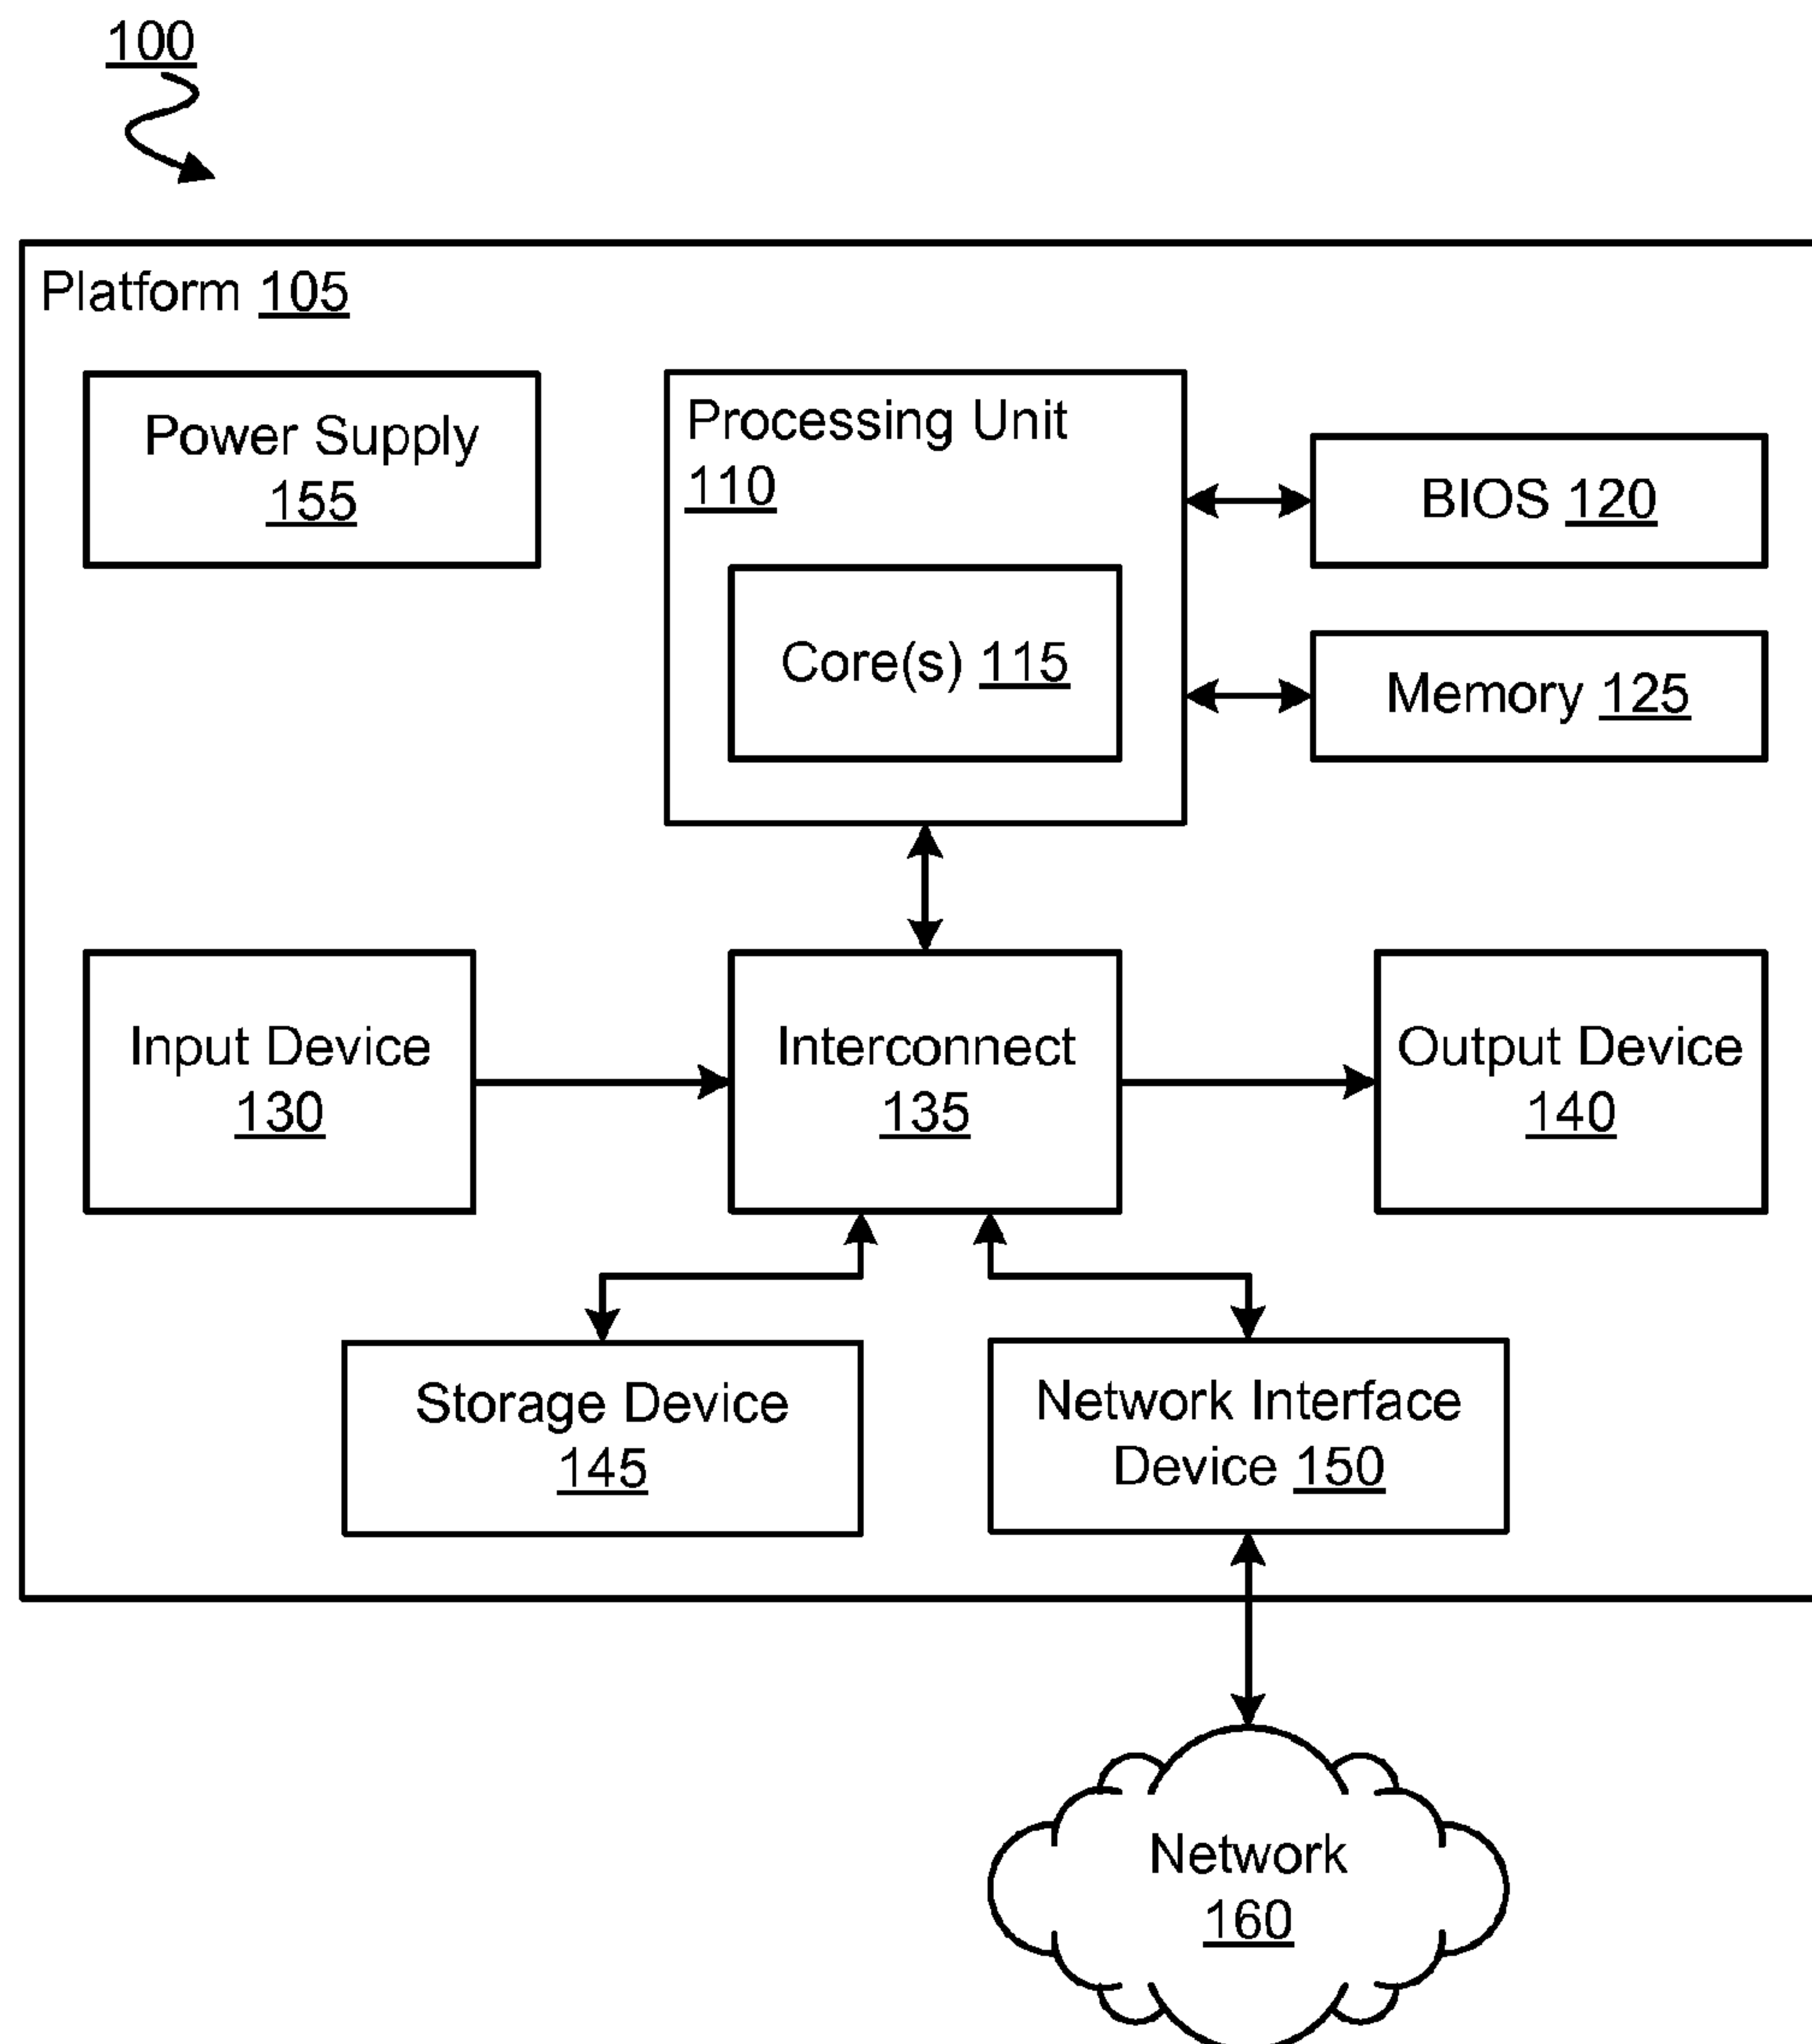 100
Platform 105
Power Supply
155
Processing Unit
110
Core(s) 115
BIOS 120
Memory 125
Input Device
130
Interconnect
135
Output Device
140
Storage Device
145
Network Interface
Device 150
Network
160